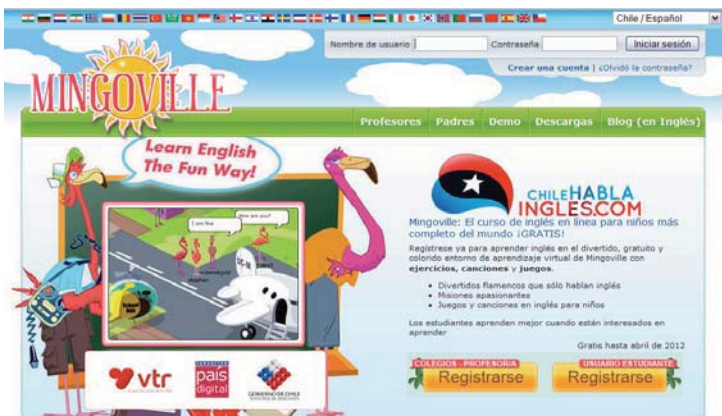 Chile / Español
Nombre de usuario Contraseña Iniciar sesión
Crear una cuenta | ¿Olvidó la contraseña?
MINGOVILLE
Profesores Padres Demo Descargas Blog (en Inglés)
Learn English
The Fun Way!
How are you?
I am fine
CHILEHABLA
INGLES.COM
Mingoville: El curso de inglés en línea para niños más
completo del mundo ¡GRATIS!
Regístrese ya para aprender inglés en el divertido, gratuito y
colorido entorno de aprendizaje virtual de Mingoville con
ejercicios, canciones y juegos.
• Divertidos flamencos que sólo hablan inglés
• Misiones apasionantes
• Juegos y canciones en inglés para niños
Los estudiantes aprenden mejor cuando están interesados en
aprender
Gratis hasta abril de 2012
COLEGIOS - PROFESOR/A
Registrarse
USUARIO ESTUDIANTE
Registrarse
vtr
FUNDACION
país
digital
GOBIERNO DE CHILE